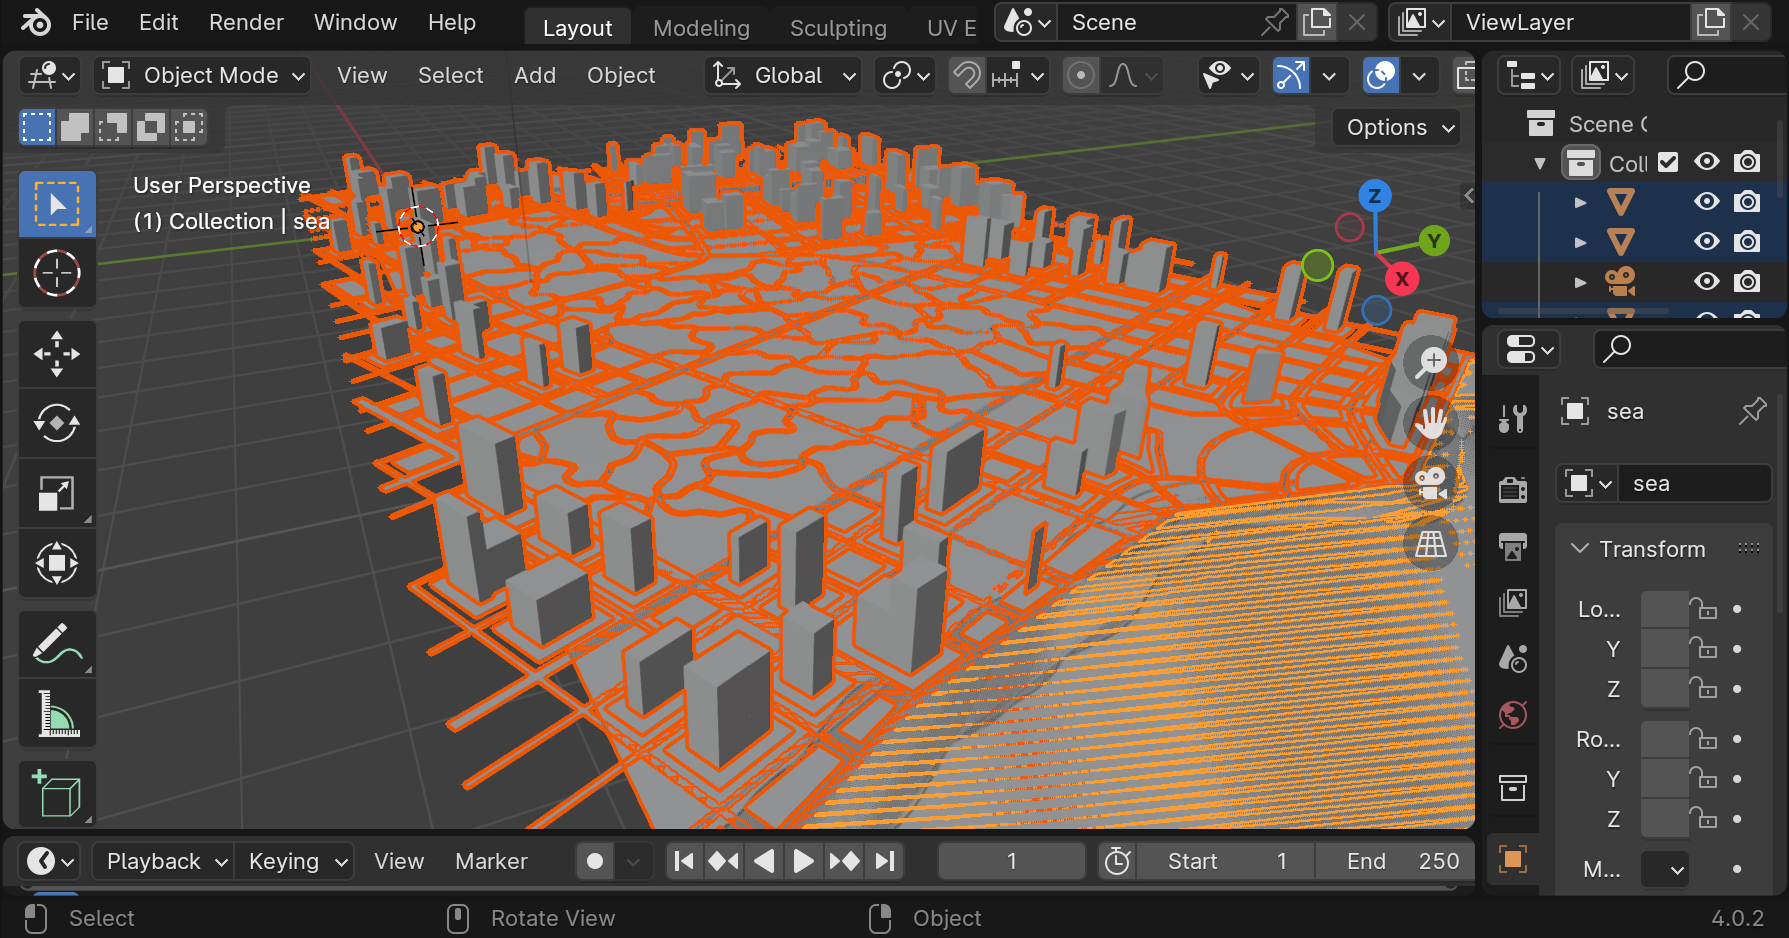 File Edit Render Window Help Layout Modeling Sculpting UV E Scene ViewLayer
Object Mode View Select Add Object Global
Options
User Perspective
(1) Collection | sea
Z
Y
X
Scene C
Coll
sea
sea
Transform
Lo...
Y
Z
Ro...
Y
Z
M...
Playback Keying View Marker 1 Start 1 End 250
Select Rotate View Object 4.0.2